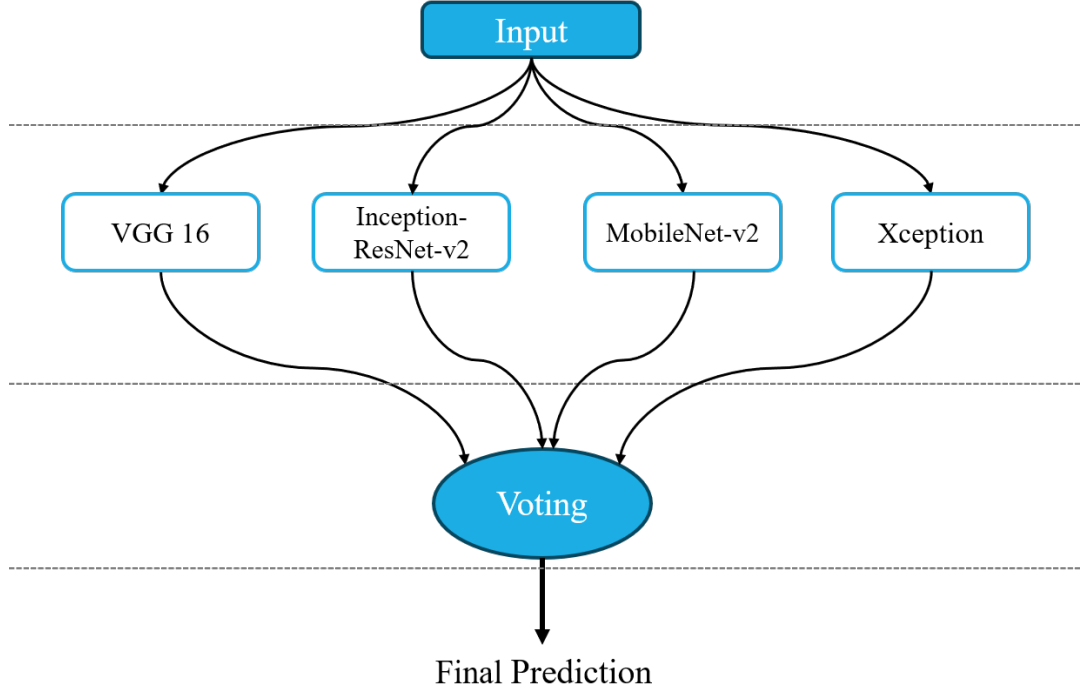 Input
VGG 16
Inception-
ResNet-v2
MobileNet-v2
Xception
Voting
Final Prediction